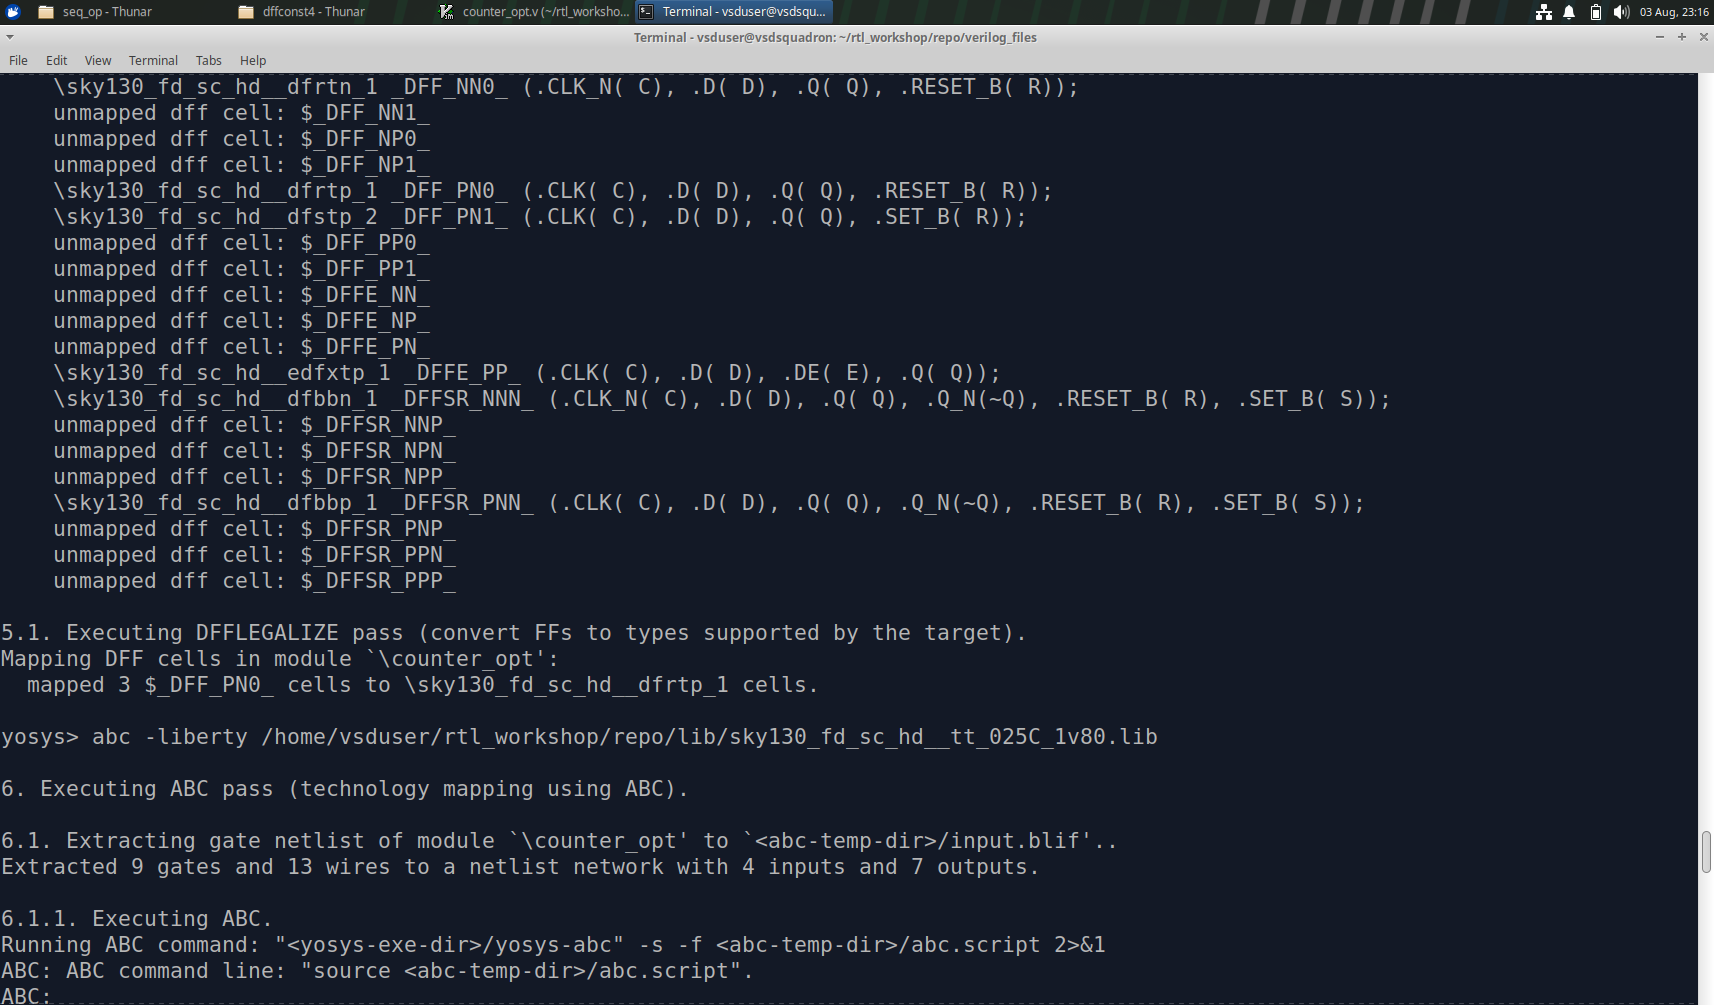 seq_op - Thunar
dffconst4 - Thunar
counter_opt.v (~/rtl_worksho...
Terminal - vsduser@vsdsqu...
03 Aug, 23:16
Terminal - vsduser@vsdsquadron: ~/rtl_workshop/repo/verilog_files
File Edit View Terminal Tabs Help
    \sky130_fd_sc_hd__dfrtn_1 _DFF_NN0_ (.CLK_N( C), .D( D), .Q( Q), .RESET_B( R));
    unmapped dff cell: $_DFF_NN1_
    unmapped dff cell: $_DFF_NP0_
    unmapped dff cell: $_DFF_NP1_
    \sky130_fd_sc_hd__dfrtp_1 _DFF_PN0_ (.CLK( C), .D( D), .Q( Q), .RESET_B( R));
    \sky130_fd_sc_hd__dfstp_2 _DFF_PN1_ (.CLK( C), .D( D), .Q( Q), .SET_B( R));
    unmapped dff cell: $_DFF_PP0_
    unmapped dff cell: $_DFF_PP1_
    unmapped dff cell: $_DFFE_NN_
    unmapped dff cell: $_DFFE_NP_
    unmapped dff cell: $_DFFE_PN_
    \sky130_fd_sc_hd__edfxtp_1 _DFFE_PP_ (.CLK( C), .D( D), .DE( E), .Q( Q));
    \sky130_fd_sc_hd__dfbbn_1 _DFFSR_NNN_ (.CLK_N( C), .D( D), .Q( Q), .Q_N(~Q), .RESET_B( R), .SET_B( S));
    unmapped dff cell: $_DFFSR_NNP_
    unmapped dff cell: $_DFFSR_NPN_
    unmapped dff cell: $_DFFSR_NPP_
    \sky130_fd_sc_hd__dfbbp_1 _DFFSR_PNN_ (.CLK( C), .D( D), .Q( Q), .Q_N(~Q), .RESET_B( R), .SET_B( S));
    unmapped dff cell: $_DFFSR_PNP_
    unmapped dff cell: $_DFFSR_PPN_
    unmapped dff cell: $_DFFSR_PPP_
5.1. Executing DFFLEGALIZE pass (convert FFs to types supported by the target).
Mapping DFF cells in module `\counter_opt':
  mapped 3 $_DFF_PN0_ cells to \sky130_fd_sc_hd__dfrtp_1 cells.
yosys> abc -liberty /home/vsduser/rtl_workshop/repo/lib/sky130_fd_sc_hd__tt_025C_1v80.lib
6. Executing ABC pass (technology mapping using ABC).
6.1. Extracting gate netlist of module `\counter_opt' to `<abc-temp-dir>/input.blif'..
Extracted 9 gates and 13 wires to a netlist network with 4 inputs and 7 outputs.
6.1.1. Executing ABC.
Running ABC command: "<yosys-exe-dir>/yosys-abc" -s -f <abc-temp-dir>/abc.script 2>&1
ABC: ABC command line: "source <abc-temp-dir>/abc.script".
ABC: